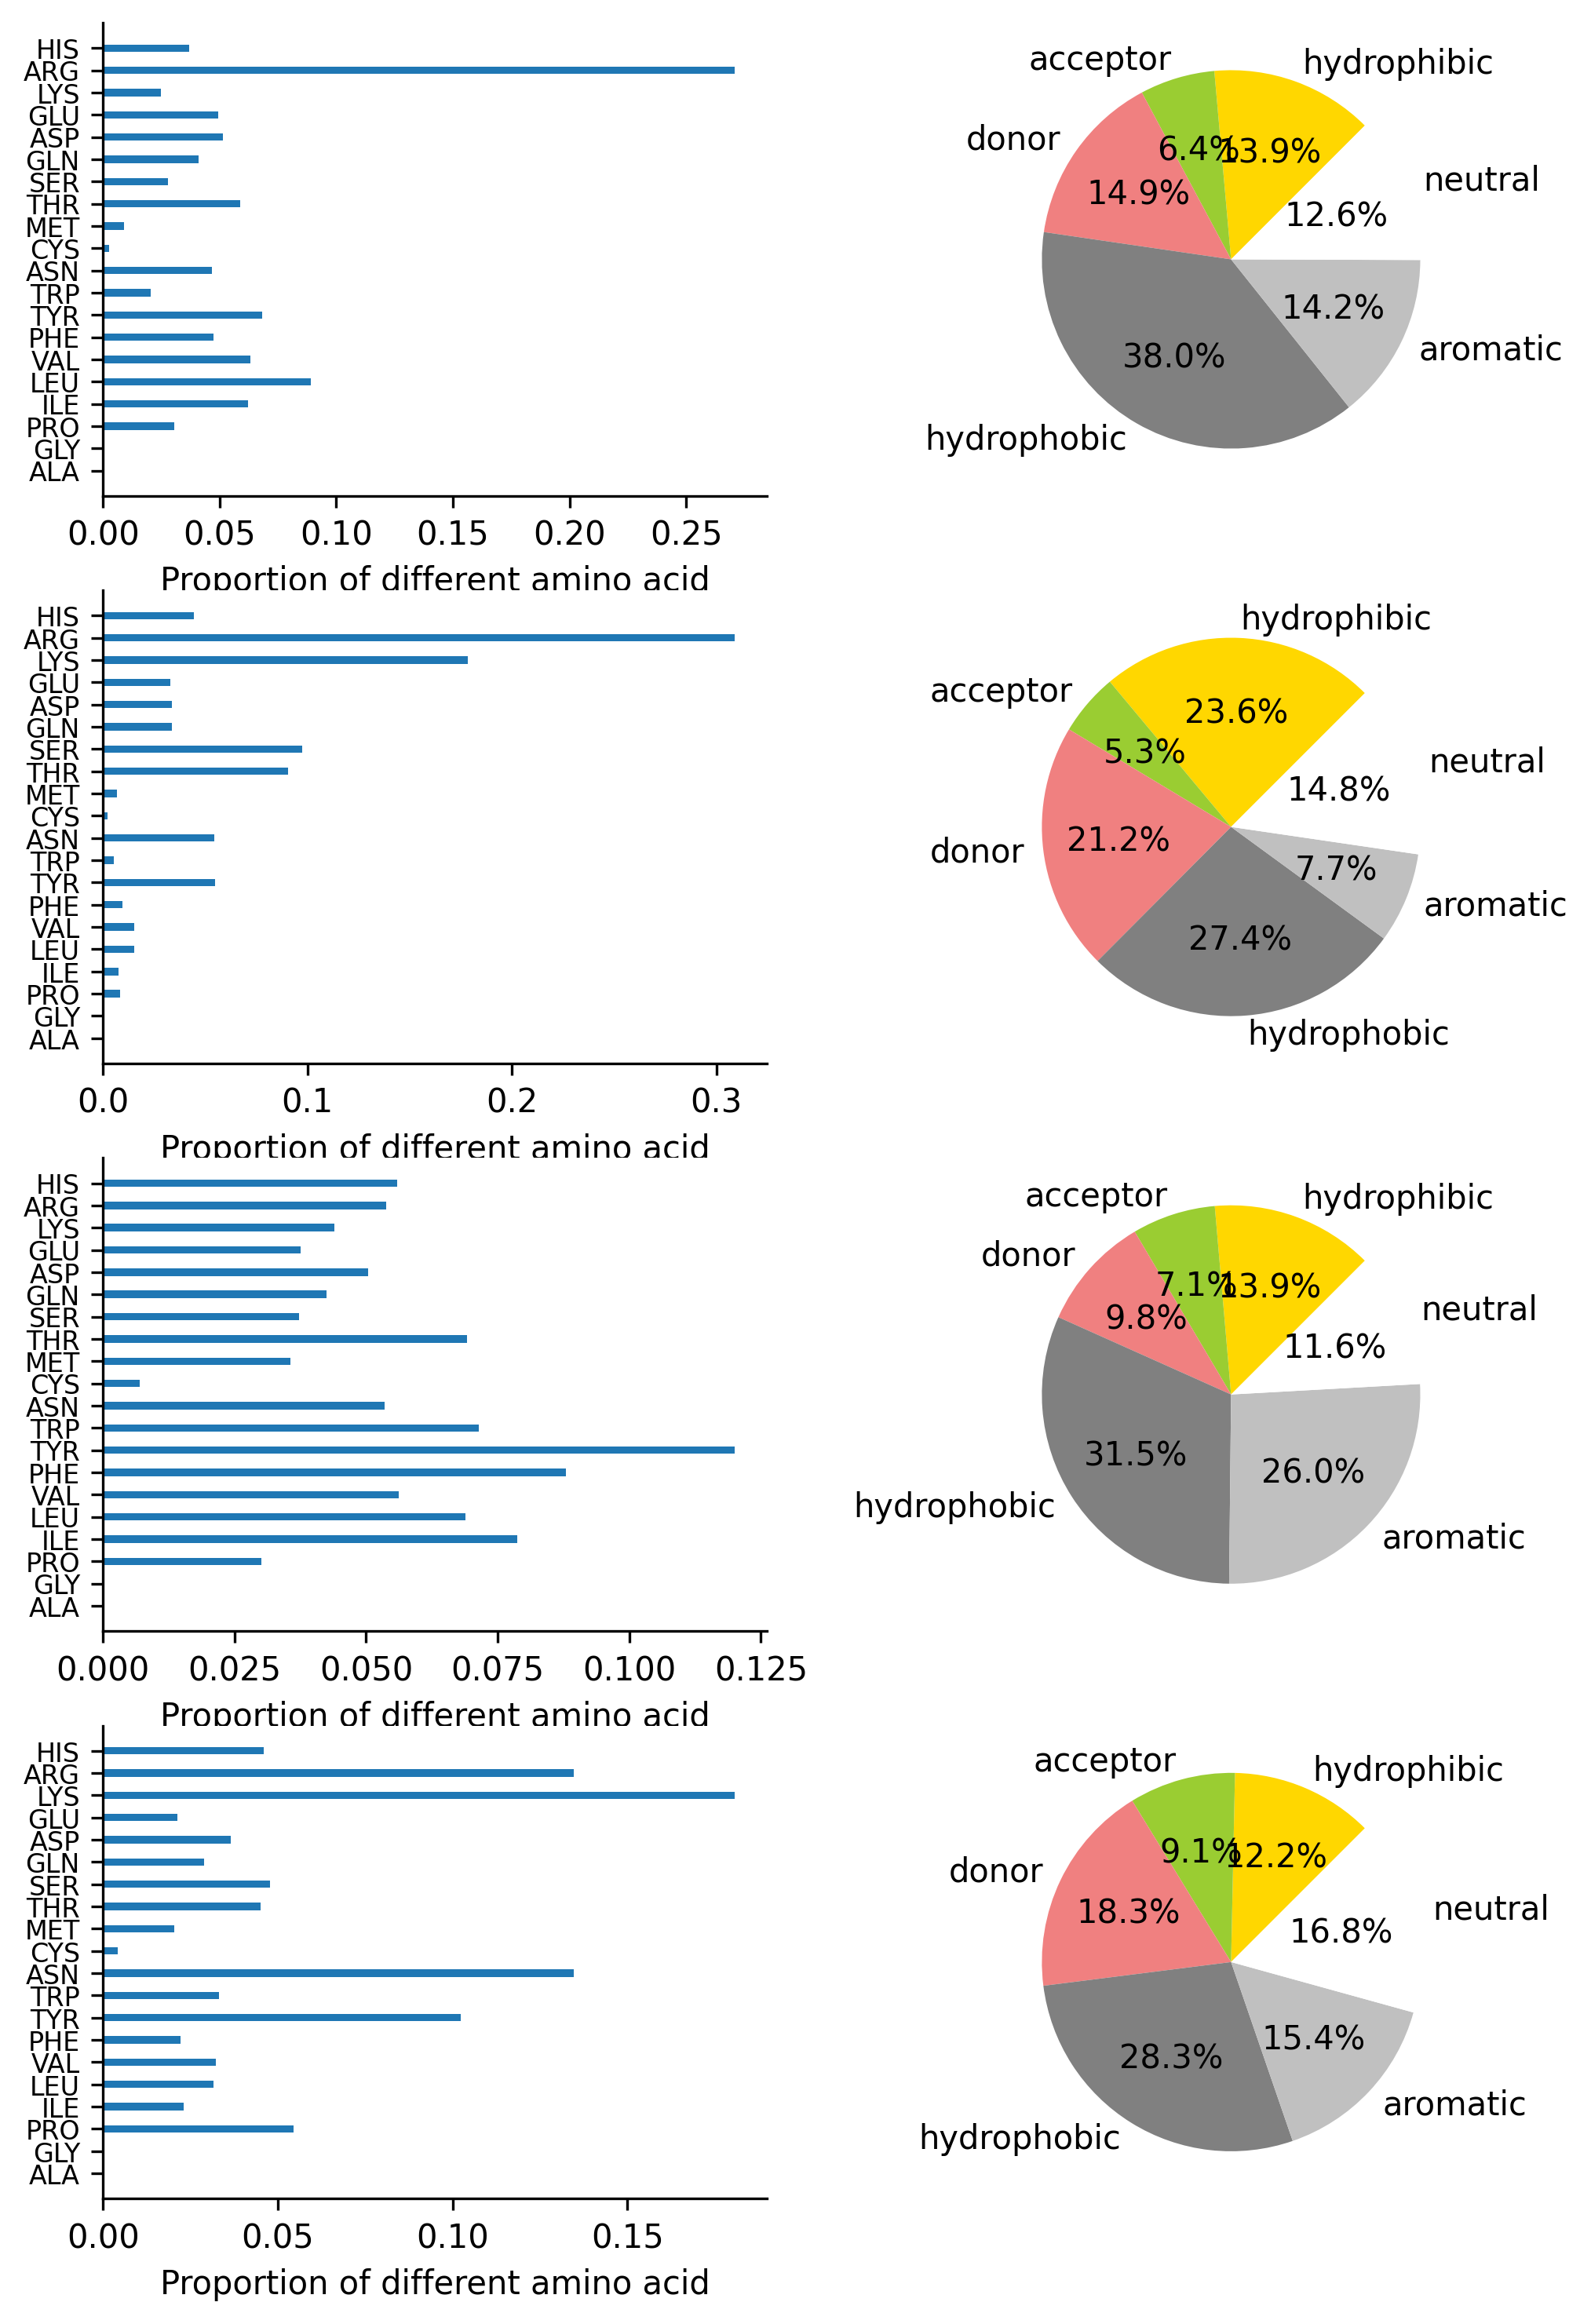 HIS
ARG
LYS
GLU
ASP
GLN
SER
THR
MET
CYS
ASN
TRP
TYR
PHE
VAL
LEU
ILE
PRO
GLY
ALA
0.00 0.05 0.10 0.15 0.20 0.25
Proportion of different amino acid
acceptor
hydrophibic
donor
neutral
6.4%
13.9%
14.9%
12.6%
14.2%
38.0%
aromatic
hydrophobic
HIS
ARG
LYS
GLU
ASP
GLN
SER
THR
MET
CYS
ASN
TRP
TYR
PHE
VAL
LEU
ILE
PRO
GLY
ALA
0.0 0.1 0.2 0.3
Proportion of different amino acid
hydrophibic
acceptor
23.6%
5.3%
neutral
14.8%
donor
21.2%
7.7%
aromatic
27.4%
hydrophobic
HIS
ARG
LYS
GLU
ASP
GLN
SER
THR
MET
CYS
ASN
TRP
TYR
PHE
VAL
LEU
ILE
PRO
GLY
ALA
0.000 0.025 0.050 0.075 0.100 0.125
Proportion of different amino acid
acceptor
hydrophibic
donor
7.1%
13.9%
neutral
9.8%
11.6%
31.5%
26.0%
hydrophobic
aromatic
HIS
ARG
LYS
GLU
ASP
GLN
SER
THR
MET
CYS
ASN
TRP
TYR
PHE
VAL
LEU
ILE
PRO
GLY
ALA
0.00 0.05 0.10 0.15
Proportion of different amino acid
acceptor
hydrophibic
donor
9.1%
12.2%
neutral
18.3%
16.8%
28.3%
15.4%
aromatic
hydrophobic